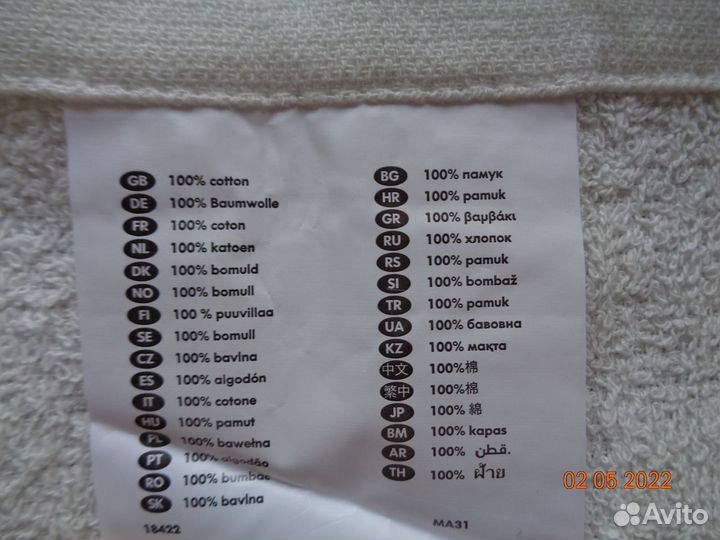 GB 100% cotton
DE 100% Baumwolle
FR 100% coton
NL 100% katoen
DK 100% bomuld
NO 100% bomull
FI 100 % puuvillaa
SE 100% bomull
CZ 100% bavlna
ES 100% algodón
IT 100% cotone
HU 100% pamut
PL 100% bawełna
PT 100% algodão
RO 100% bumbac
SK 100% bavlna
18422
BG 100% памук
HR 100% pamuk
GR 100% βαμβάκι
RU 100% хлопок
RS 100% pamuk
SI 100% bombaž
TR 100% pamuk
UA 100% бавовна
KZ 100% мақта
中文 100%棉
繁中 100%棉
JP 100% 綿
BM 100% kapas
AR 100% قطن.
TH 100% ฝ้าย
MA31
02 05 2022
Avito